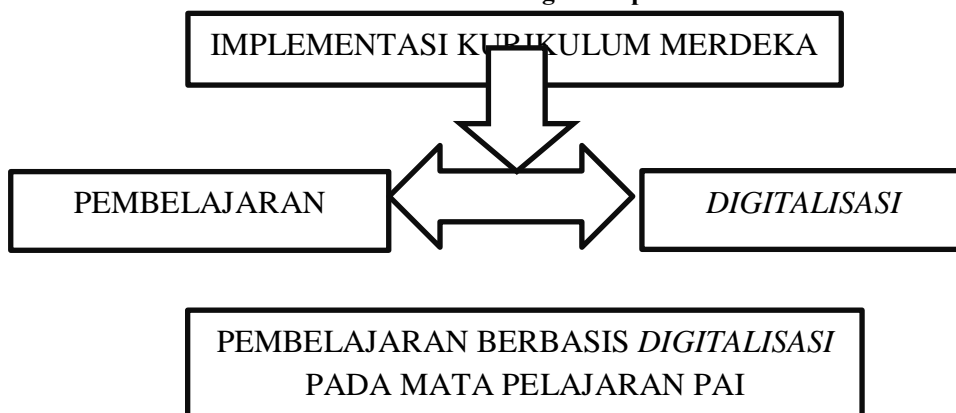 IMPLEMENTASI KURIKULUM MERDEKA
PEMBELAJARAN
DIGITALISASI
PEMBELAJARAN BERBASIS DIGITALISASI
PADA MATA PELAJARAN PAI